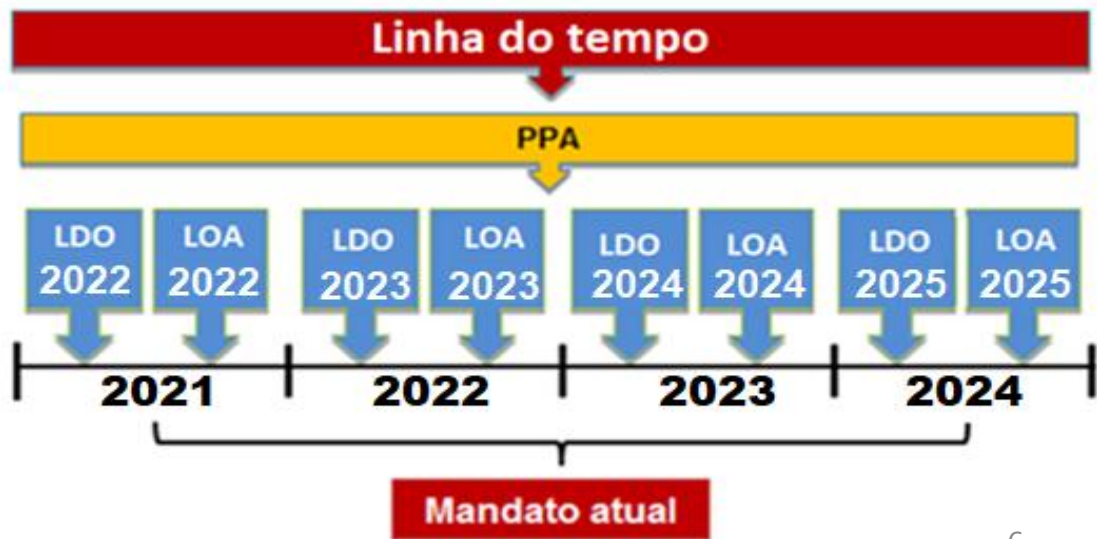 Linha do tempo
PPA
LDO 2022
LOA 2022
LDO 2023
LOA 2023
LDO 2024
LOA 2024
LDO 2025
LOA 2025
2021
2022
2023
2024
Mandato atual